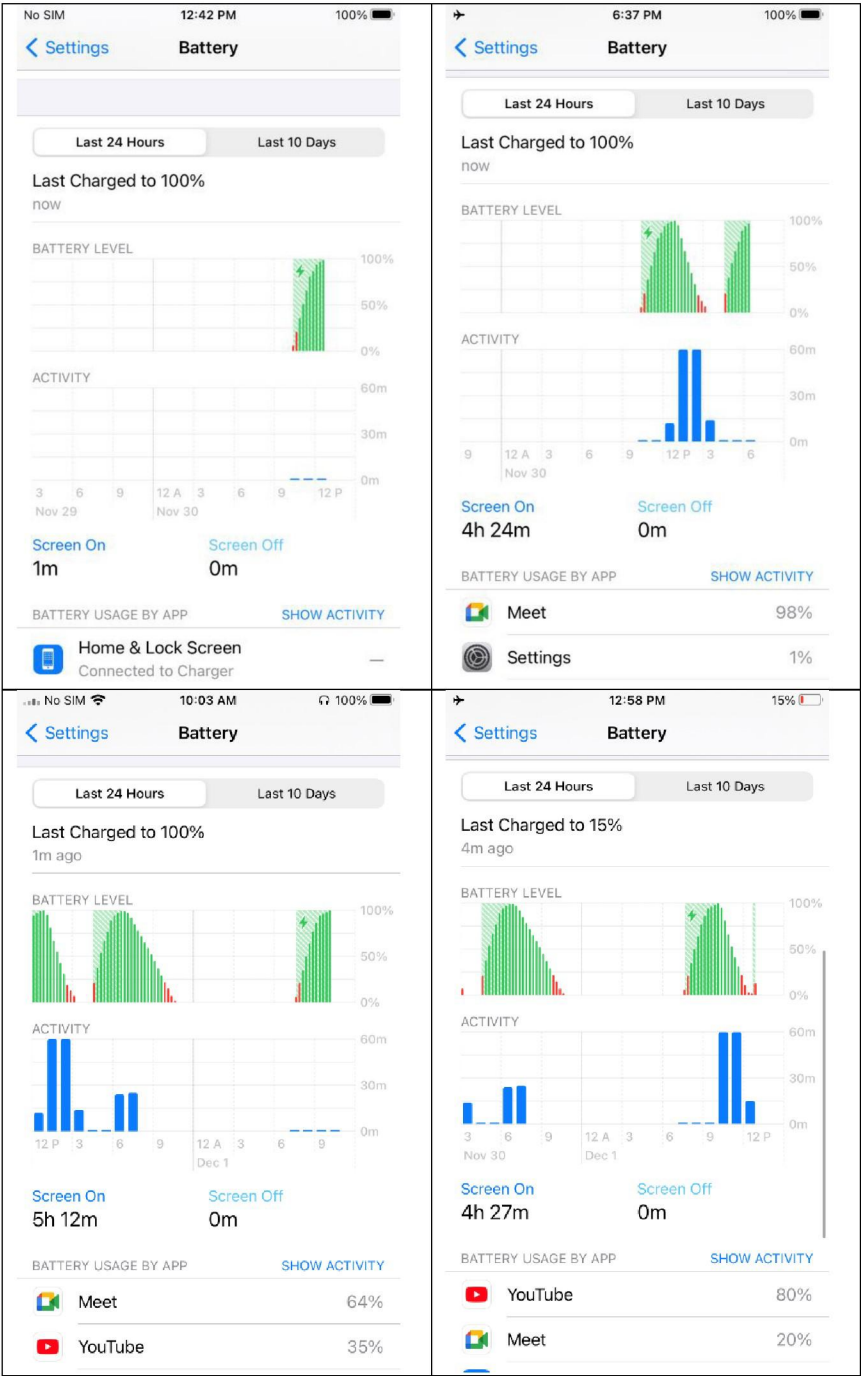 No SIM 12:42 PM 100%
Settings Battery
Last 24 Hours Last 10 Days
Last Charged to 100%
now
BATTERY LEVEL
100%
50%
0%
ACTIVITY
60m
30m
0m
3 6 9 12 A 3 6 9 12 P
Nov 29 Nov 30
Screen On Screen Off
1m 0m
BATTERY USAGE BY APP SHOW ACTIVITY
Home & Lock Screen
Connected to Charger —
6:37 PM 100%
Settings Battery
Last 24 Hours Last 10 Days
Last Charged to 100%
now
BATTERY LEVEL
100%
50%
0%
ACTIVITY
60m
30m
0m
9 12 A 3 6 9 12 P 3 6
Nov 30
Screen On Screen Off
4h 24m 0m
BATTERY USAGE BY APP SHOW ACTIVITY
Meet 98%
Settings 1%
No SIM 10:03 AM 100%
Settings Battery
Last 24 Hours Last 10 Days
Last Charged to 100%
1m ago
BATTERY LEVEL
100%
50%
0%
ACTIVITY
60m
30m
0m
12 P 3 6 9 12 A 3 6 9
Dec 1
Screen On Screen Off
5h 12m 0m
BATTERY USAGE BY APP SHOW ACTIVITY
Meet 64%
YouTube 35%
12:58 PM 15%
Settings Battery
Last 24 Hours Last 10 Days
Last Charged to 15%
4m ago
BATTERY LEVEL
100%
50%
0%
ACTIVITY
60m
30m
0m
3 6 9 12 A 3 6 9 12 P
Nov 30 Dec 1
Screen On Screen Off
4h 27m 0m
BATTERY USAGE BY APP SHOW ACTIVITY
YouTube 80%
Meet 20%